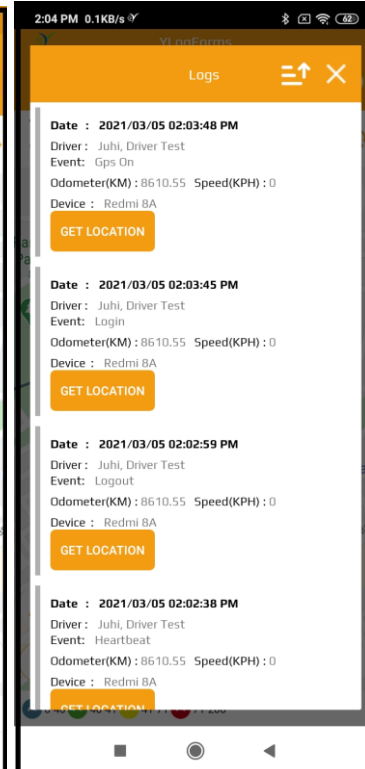 2:04 PM 0.1KB/s
62
YLogForms
Logs
Date : 2021/03/05 02:03:48 PM
Driver : Juhi, Driver Test
Event: Gps On
Odometer(KM) : 8610.55 Speed(KPH) : 0
Device : Redmi 8A
GET LOCATION
Date : 2021/03/05 02:03:45 PM
Driver : Juhi, Driver Test
Event: Login
Odometer(KM) : 8610.55 Speed(KPH) : 0
Device : Redmi 8A
GET LOCATION
Date : 2021/03/05 02:02:59 PM
Driver : Juhi, Driver Test
Event: Logout
Odometer(KM) : 8610.55 Speed(KPH) : 0
Device : Redmi 8A
GET LOCATION
Date : 2021/03/05 02:02:38 PM
Driver : Juhi, Driver Test
Event: Heartbeat
Odometer(KM) : 8610.55 Speed(KPH) : 0
Device : Redmi 8A
GET LOCATION